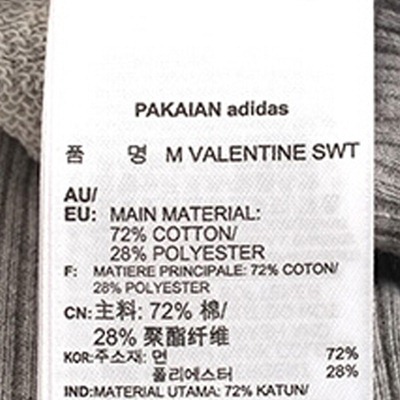 PAKAIAN adidas
품 명 M VALENTINE SWT
AU/
EU: MAIN MATERIAL:
72% COTTON/
28% POLYESTER
F: MATIERE PRINCIPALE: 72% COTON/
28% POLYESTER
CN:主料: 72% 棉/
28% 聚酯纤维
KOR:주소재: 면 72%
폴리에스터 28%
IND:MATERIAL UTAMA: 72% KATUN/